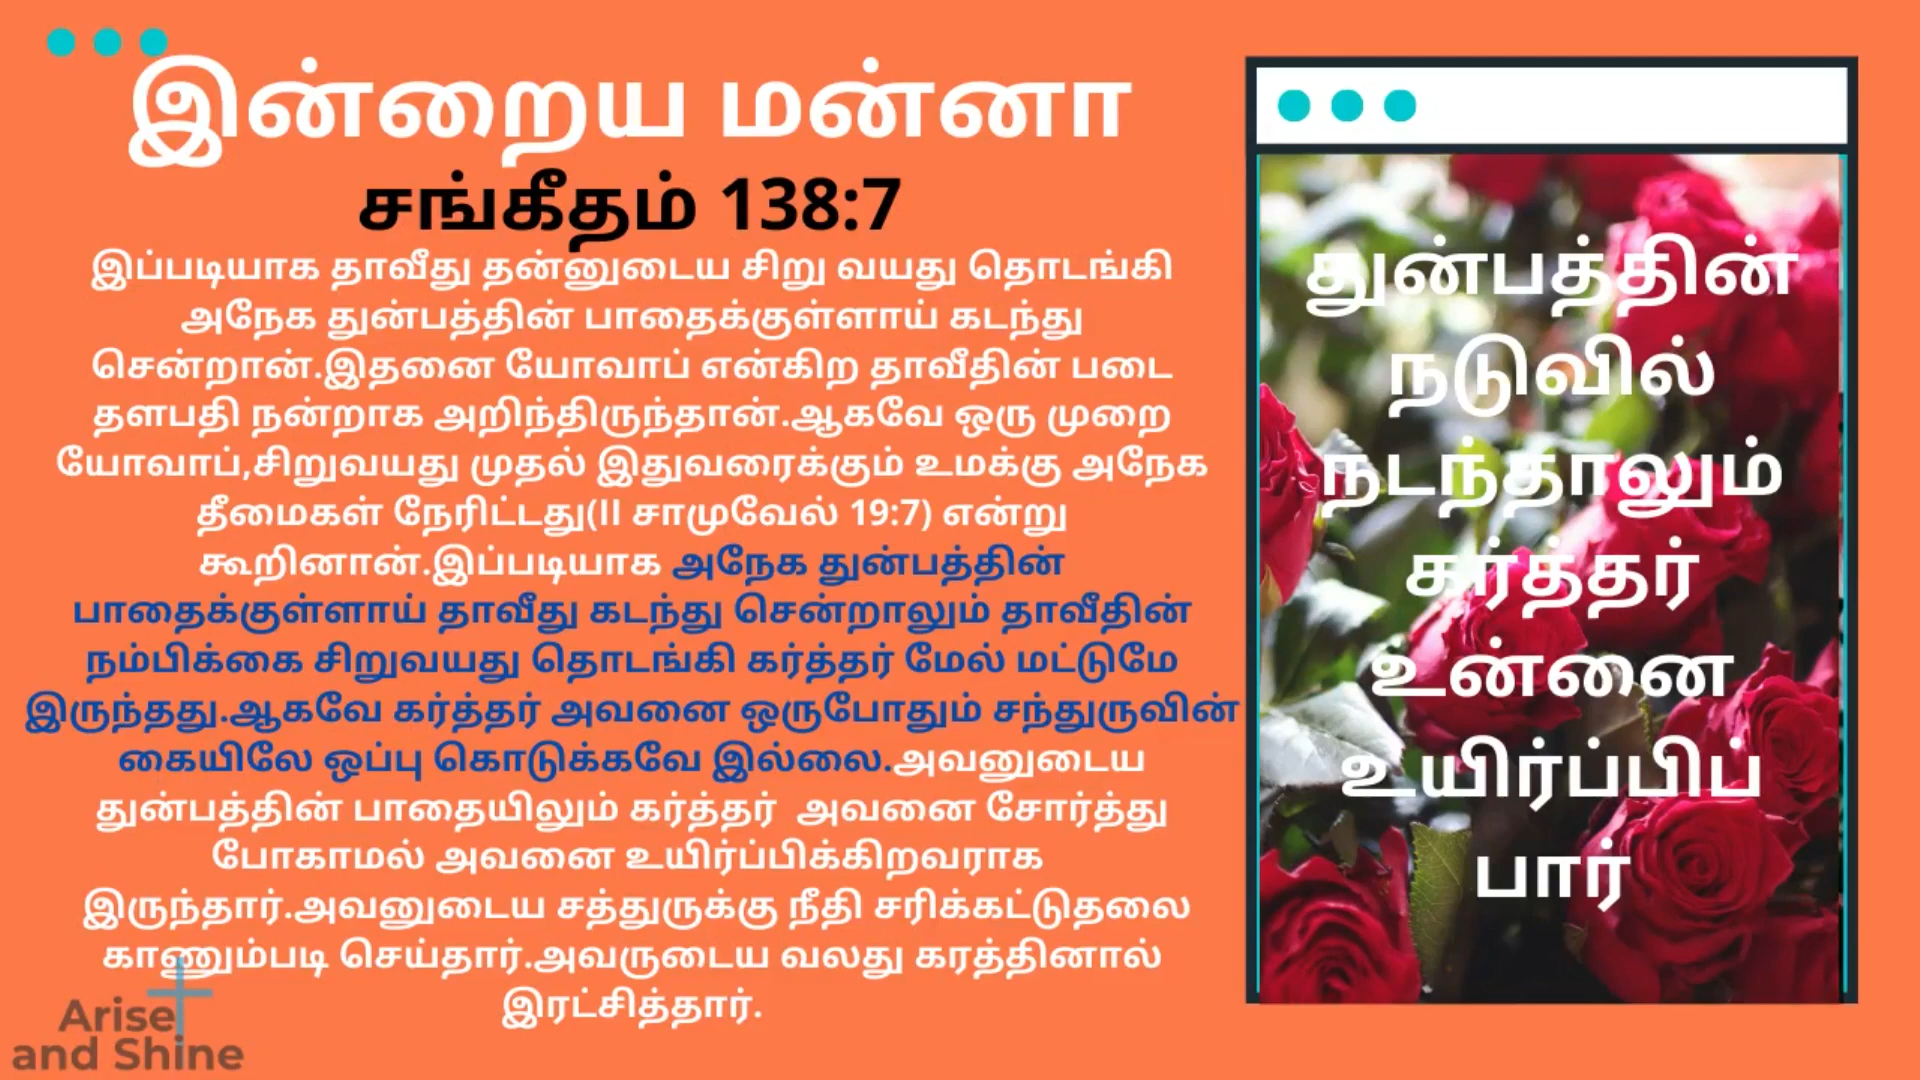 இன்றைய மன்னா
சங்கீதம் 138:7
இப்படியாக தாவீது தன்னுடைய சிறு வயது தொடங்கி
அநேக துன்பத்தின் பாதைக்குள்ளாய் கடந்து
சென்றான்.இதனை யோவாப் என்கிற தாவீதின் படை
தளபதி நன்றாக அறிந்திருந்தான்.ஆகவே ஒரு முறை
யோவாப்,சிறுவயது முதல் இதுவரைக்கும் உமக்கு அநேக
தீமைகள் நேரிட்டது(II சாமுவேல் 19:7) என்று
கூறினான்.இப்படியாக அநேக துன்பத்தின்
பாதைக்குள்ளாய் தாவீது கடந்து சென்றாலும் தாவீதின்
நம்பிக்கை சிறுவயது தொடங்கி கர்த்தர் மேல் மட்டுமே
இருந்தது.ஆகவே கர்த்தர் அவனை ஒருபோதும் சந்துருவின்
கையிலே ஒப்பு கொடுக்கவே இல்லை.அவனுடைய
துன்பத்தின் பாதையிலும் கர்த்தர் அவனை சோர்த்து
போகாமல் அவனை உயிர்ப்பிக்கிறவராக
இருந்தார்.அவனுடைய சத்துருக்கு நீதி சரிக்கட்டுதலை
காணும்படி செய்தார்.அவருடைய வலது கரத்தினால்
இரட்சித்தார்.
Arise
and Shine
துன்பத்தின்
நடுவில்
நடந்தாலும்
கர்த்தர்
உன்னை
உயிர்ப்பிப்
பார்